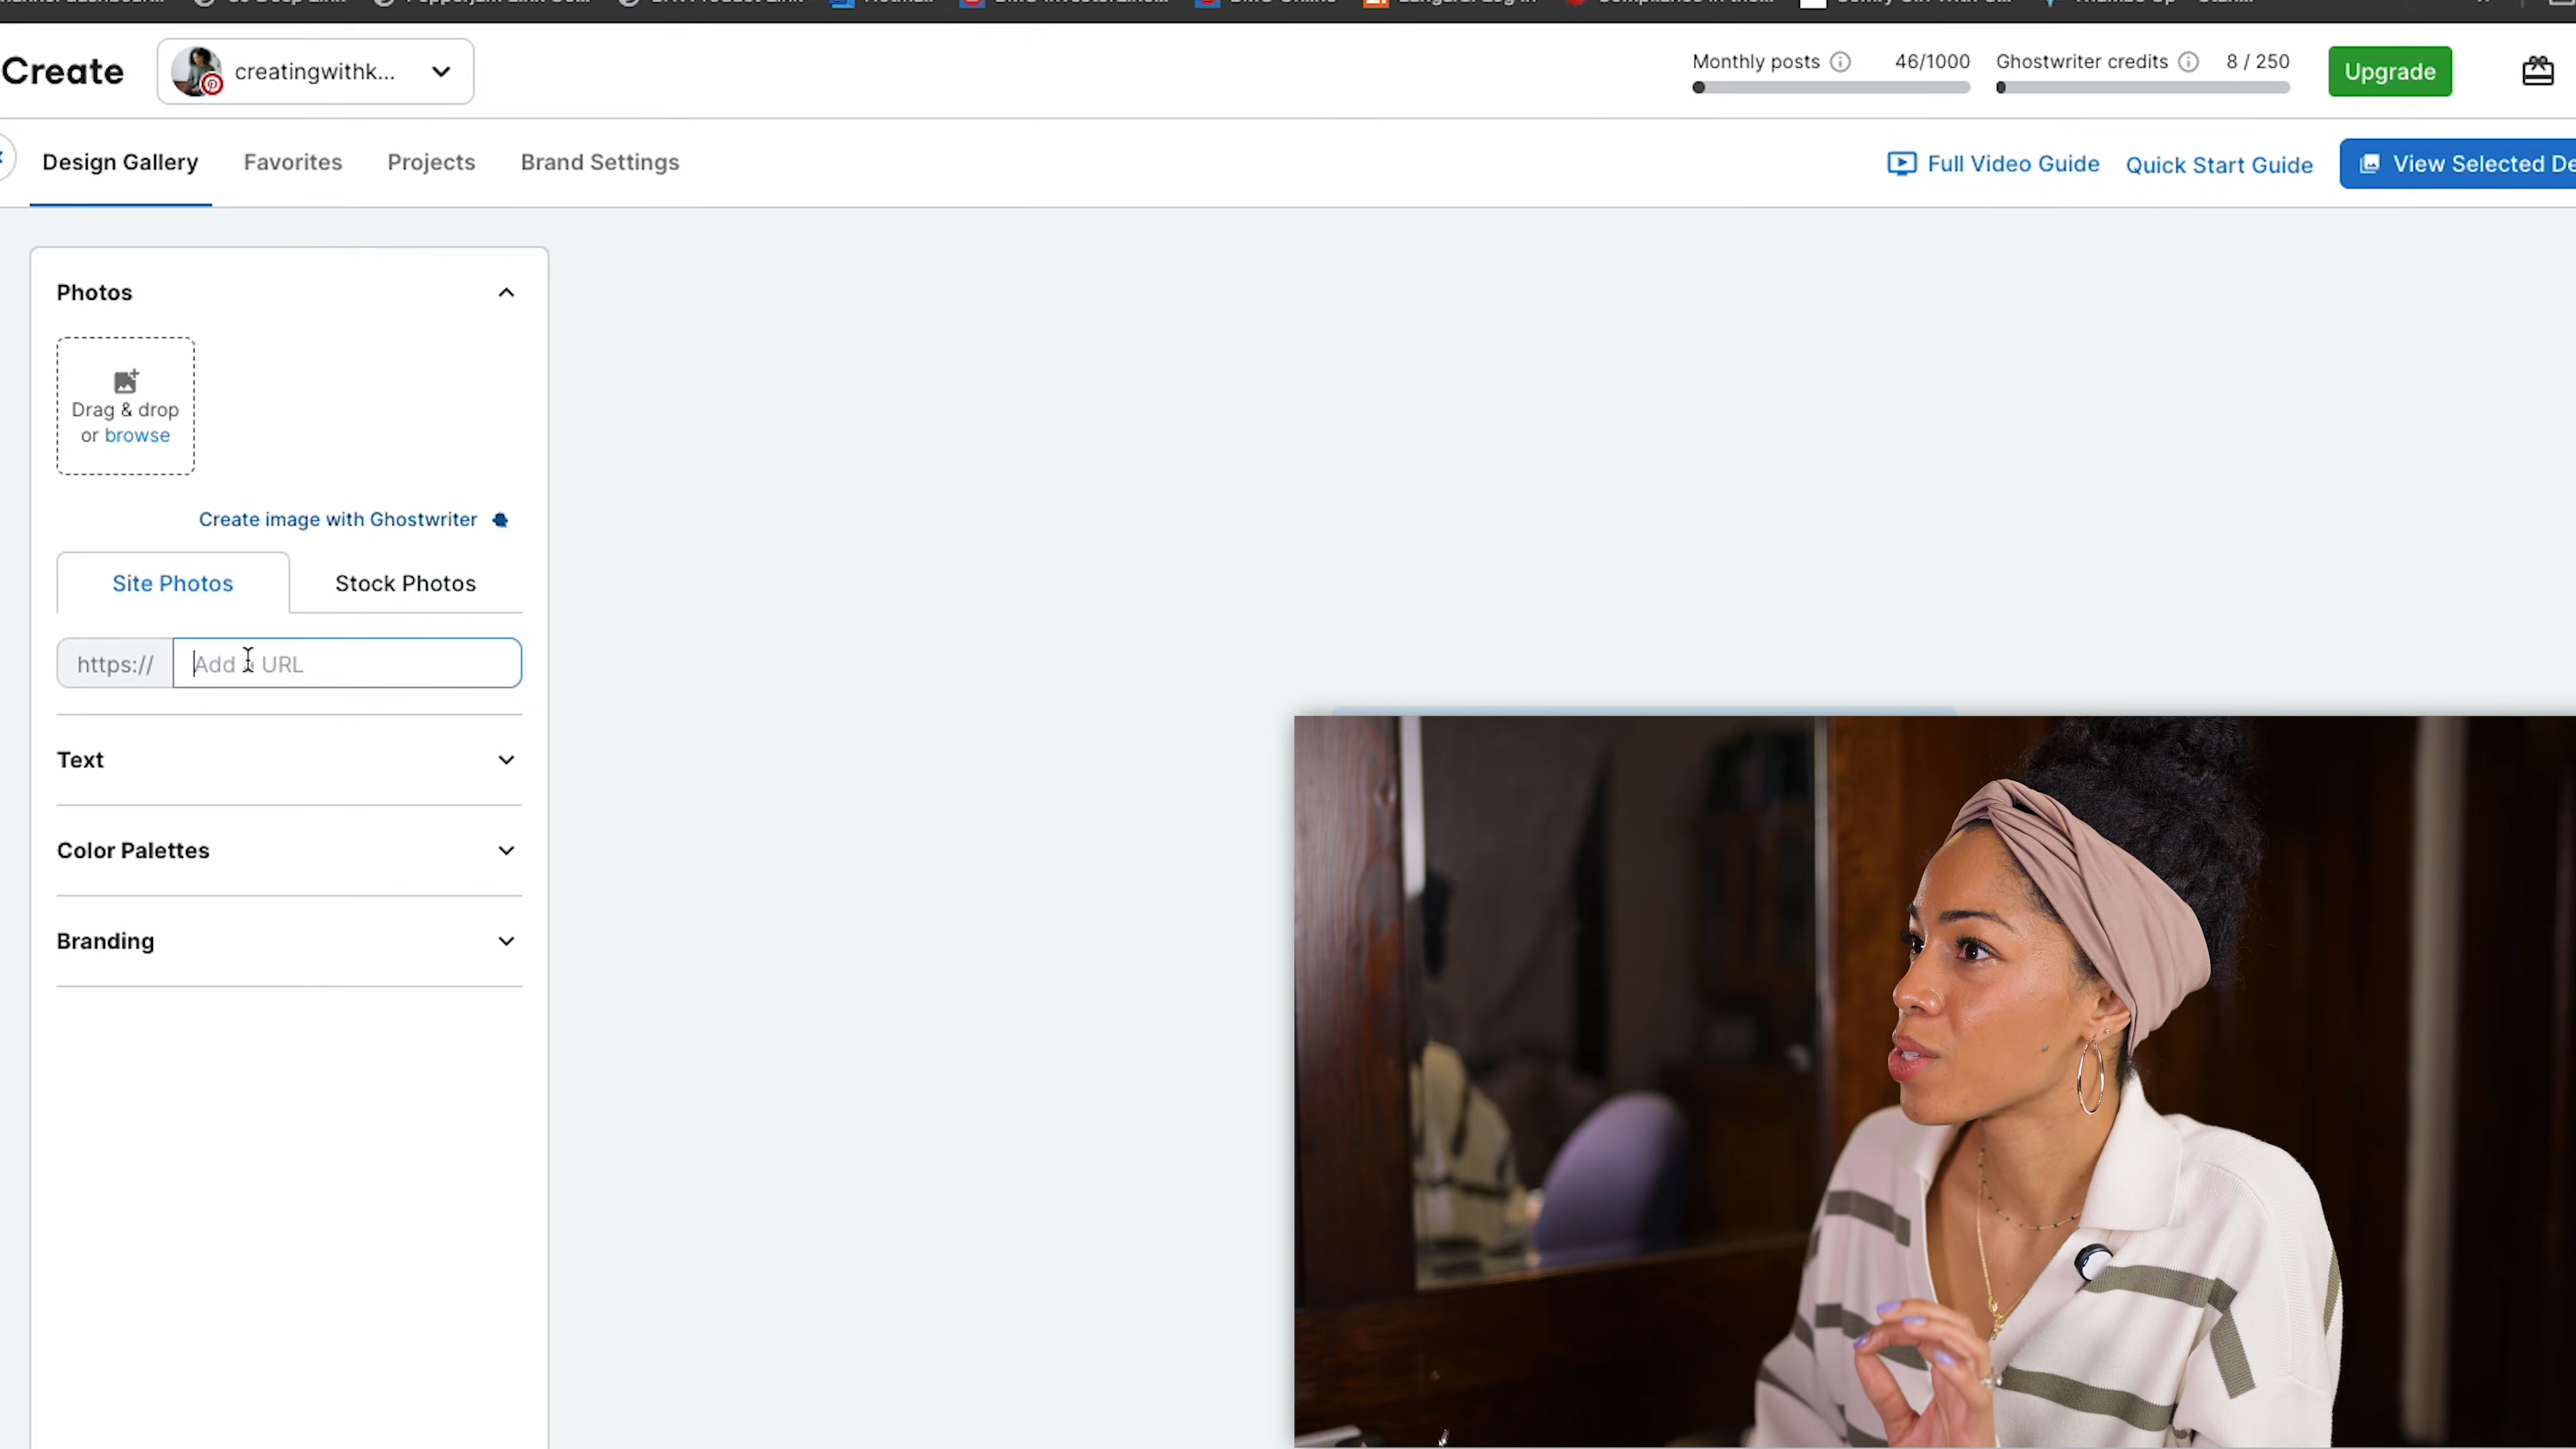 Create
creatingwithk...
Monthly posts 46/1000
Ghostwriter credits 8 / 250
Upgrade
Design Gallery
Favorites
Projects
Brand Settings
Full Video Guide
Quick Start Guide
View Selected De
Photos
Drag & drop
or browse
Create image with Ghostwriter
Site Photos
Stock Photos
https://
Add URL
Text
Color Palettes
Branding